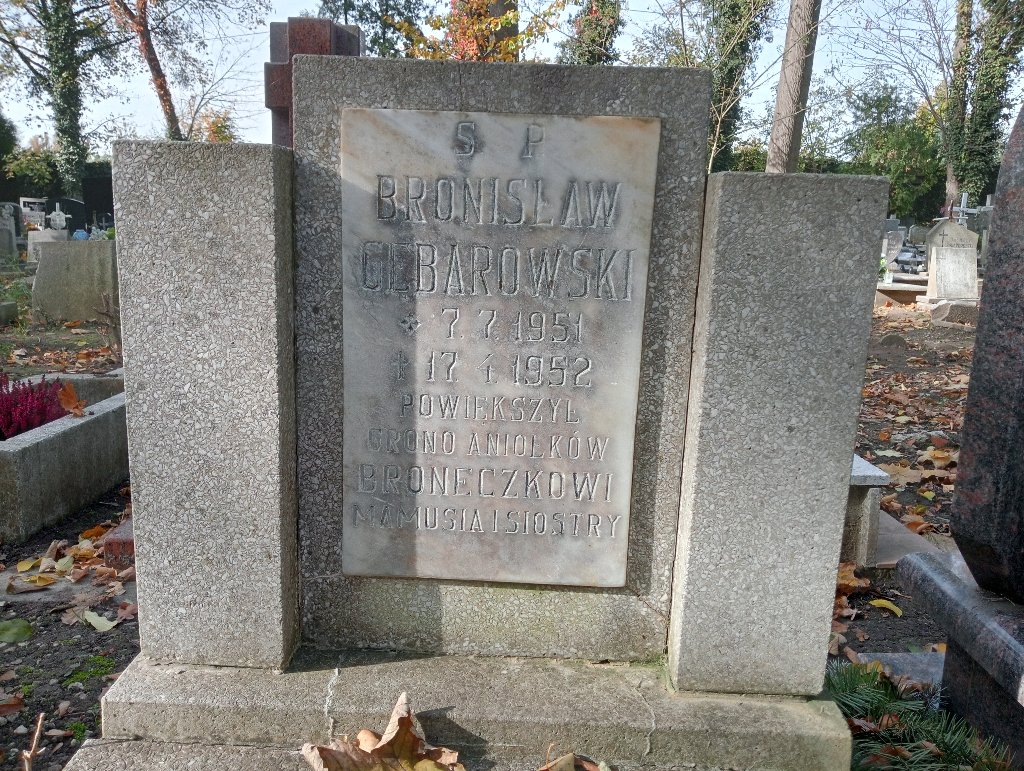 S P
BRONISŁAW
GĘBAROWSKI
* 7.7.1951
† 17 4 1952
POWIĘKSZYŁ
GRONO ANIOŁKÓW
BRONECZKOWI
MAMUSIA I SIOSTRY